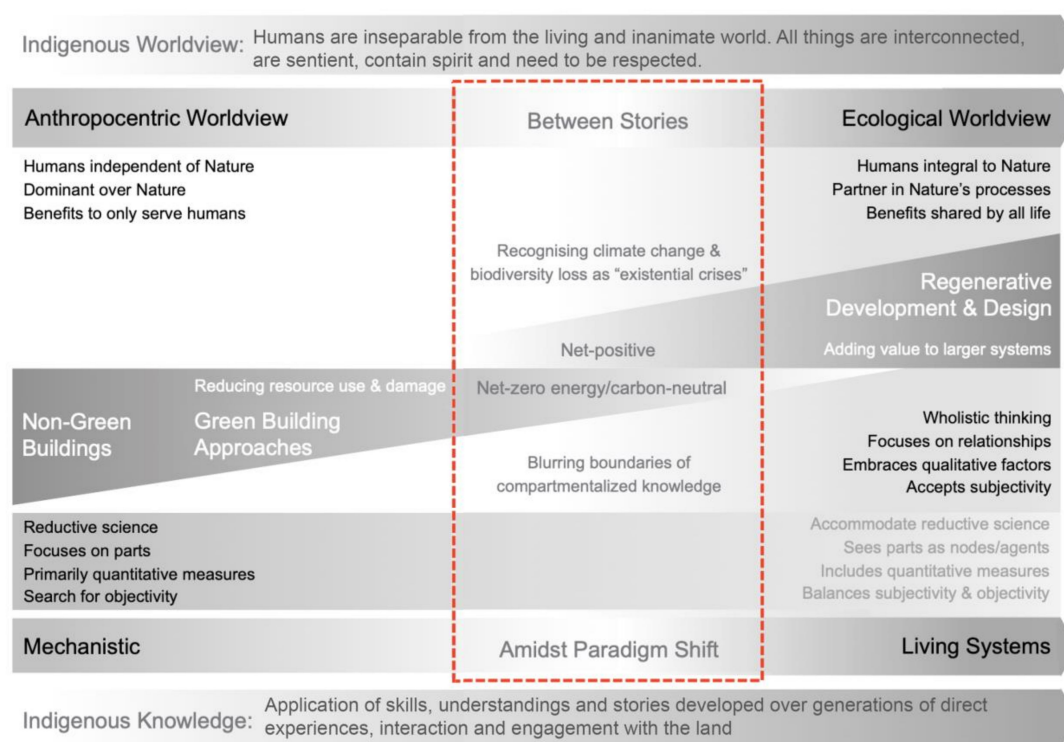 Indigenous Worldview: Humans are inseparable from the living and inanimate world. All things are interconnected,
are sentient, contain spirit and need to be respected.
Anthropocentric Worldview
Between Stories
Ecological Worldview
Humans independent of Nature
Dominant over Nature
Benefits to only serve humans
Humans integral to Nature
Partner in Nature's processes
Benefits shared by all life
Recognising climate change &
biodiversity loss as "existential crises"
Regenerative
Development & Design
Net-positive
Adding value to larger systems
Reducing resource use & damage
Net-zero energy/carbon-neutral
Non-Green
Buildings
Green Building
Approaches
Blurring boundaries of
compartmentalized knowledge
Wholistic thinking
Focuses on relationships
Embraces qualitative factors
Accepts subjectivity
Reductive science
Focuses on parts
Primarily quantitative measures
Search for objectivity
Accommodate reductive science
Sees parts as nodes/agents
Includes quantitative measures
Balances subjectivity & objectivity
Mechanistic
Amidst Paradigm Shift
Living Systems
Indigenous Knowledge: Application of skills, understandings and stories developed over generations of direct
experiences, interaction and engagement with the land